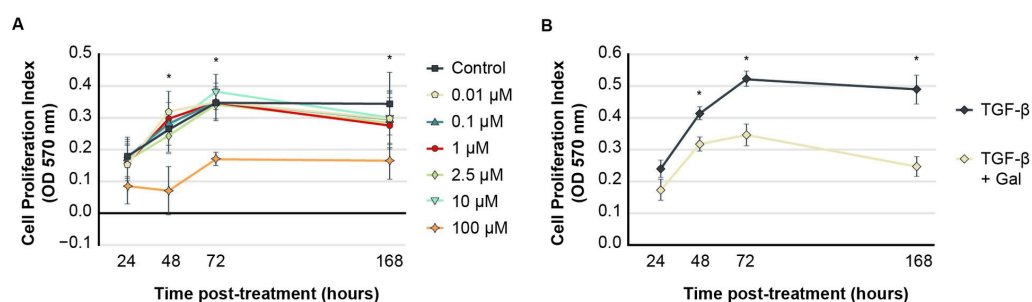 A
Cell Proliferation Index
(OD 570 nm)
0.5
0.4
0.3
0.2
0.1
0.0
−0.1
* * *
24 48 72 168
Time post-treatment (hours)
Control
0.01 µM
0.1 µM
1 µM
2.5 µM
10 µM
100 µM
B
Cell Proliferation Index
(OD 570 nm)
0.6
0.5
0.4
0.3
0.2
0.1
0.0
* * *
24 48 72 168
Time post-treatment (hours)
TGF-β
TGF-β
+ Gal